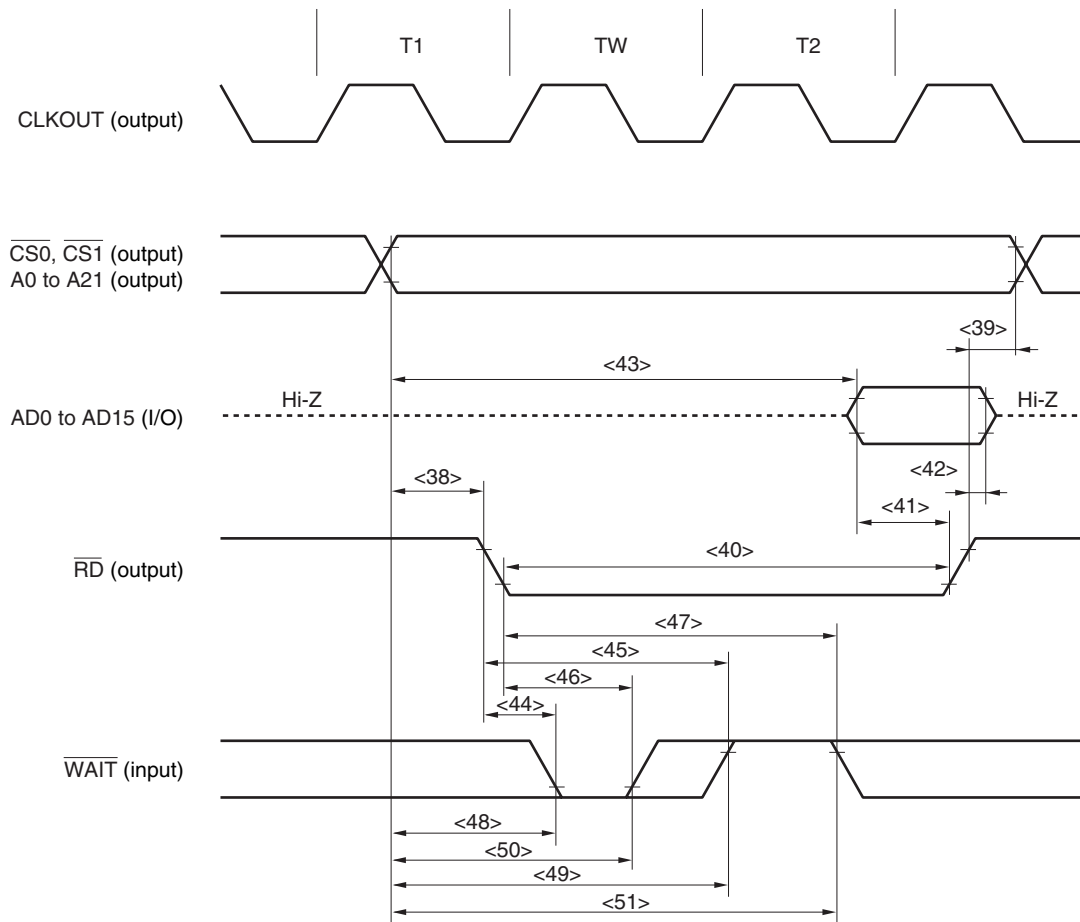 T1 TW T2
CLKOUT (output)
CS0, CS1 (output)
A0 to A21 (output)
<39>
<43>
Hi-Z Hi-Z
AD0 to AD15 (I/O)
<42>
<38>
<41>
<40>
RD (output)
<47>
<45>
<46>
<44>
WAIT (input)
<48>
<50>
<49>
<51>